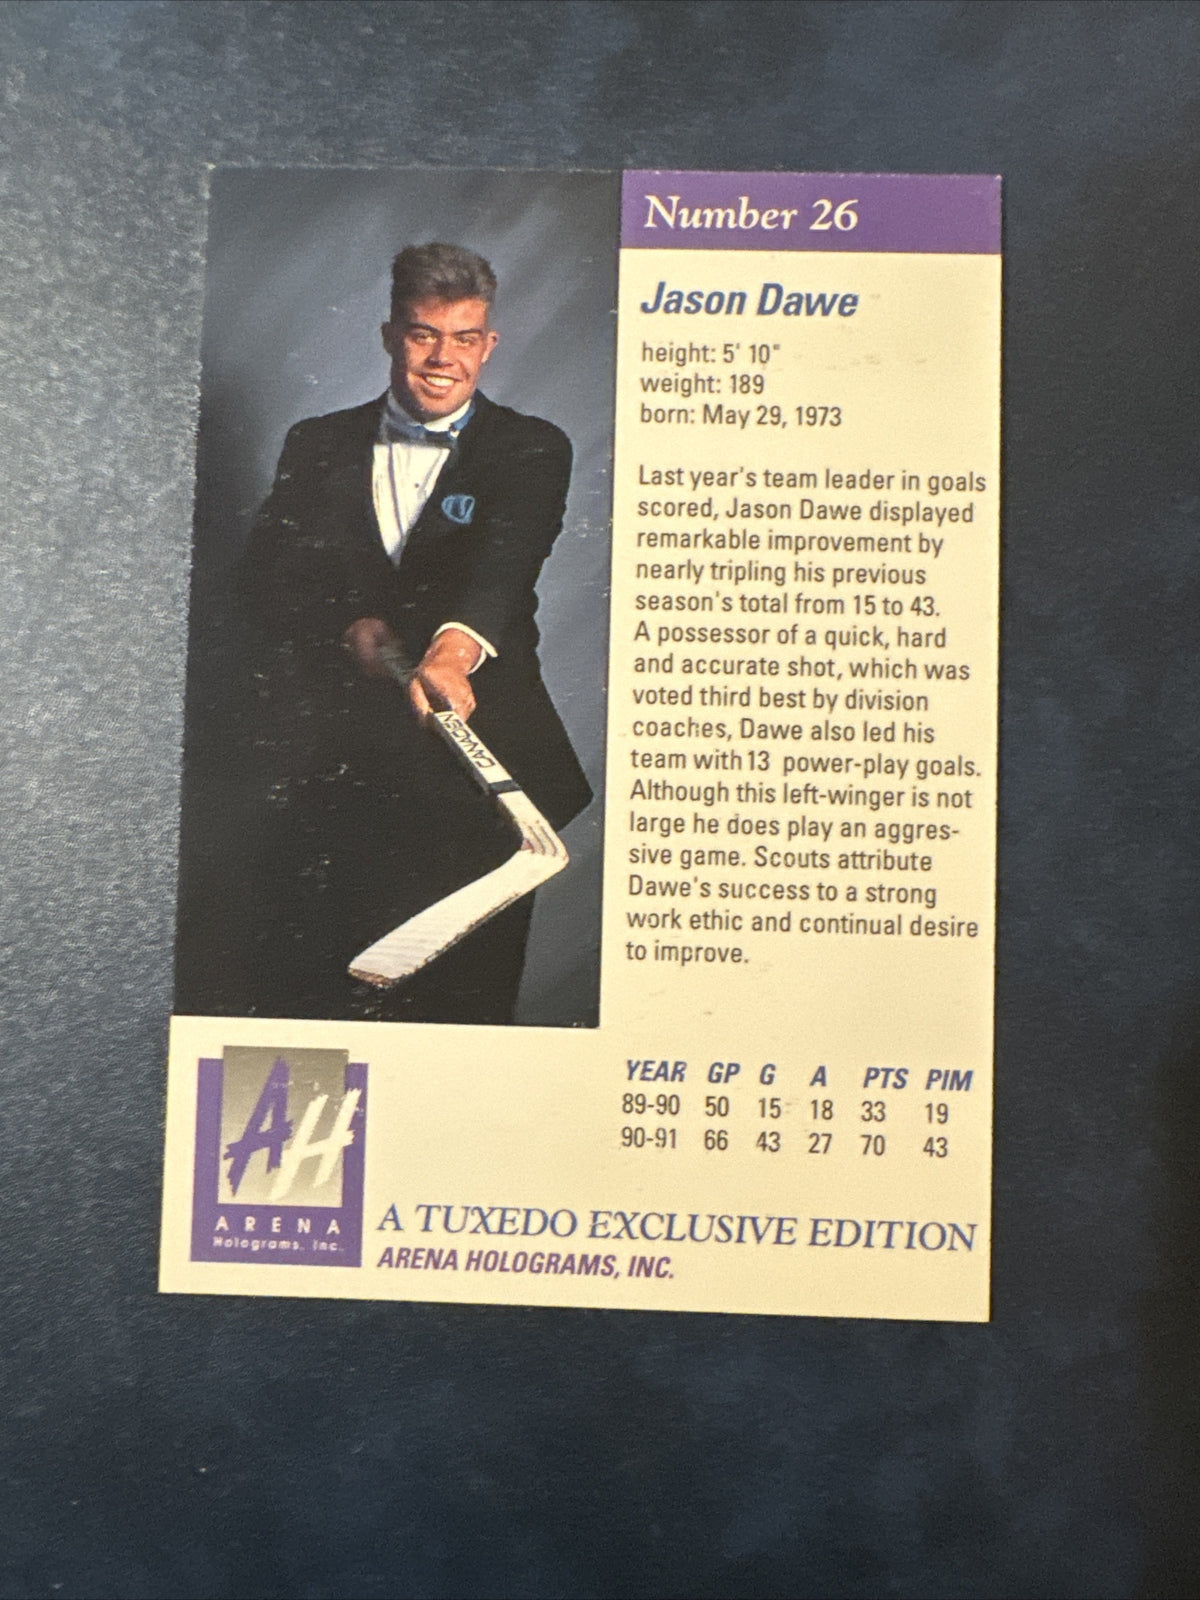 Number 26
Jason Dawe
height: 5' 10"
weight: 189
born: May 29, 1973
Last year's team leader in goals
scored, Jason Dawe displayed
remarkable improvement by
nearly tripling his previous
season's total from 15 to 43.
A possessor of a quick, hard
and accurate shot, which was
voted third best by division
coaches, Dawe also led his
team with 13 power-play goals.
Although this left-winger is not
large he does play an aggres-
sive game. Scouts attribute
Dawe's success to a strong
work ethic and continual desire
to improve.
CANADIEN
YEAR GP G A PTS PIM
89-90 50 15 18 33 19
90-91 66 43 27 70 43
AH
ARENA
Holograms, Inc.
A TUXEDO EXCLUSIVE EDITION
ARENA HOLOGRAMS, INC.